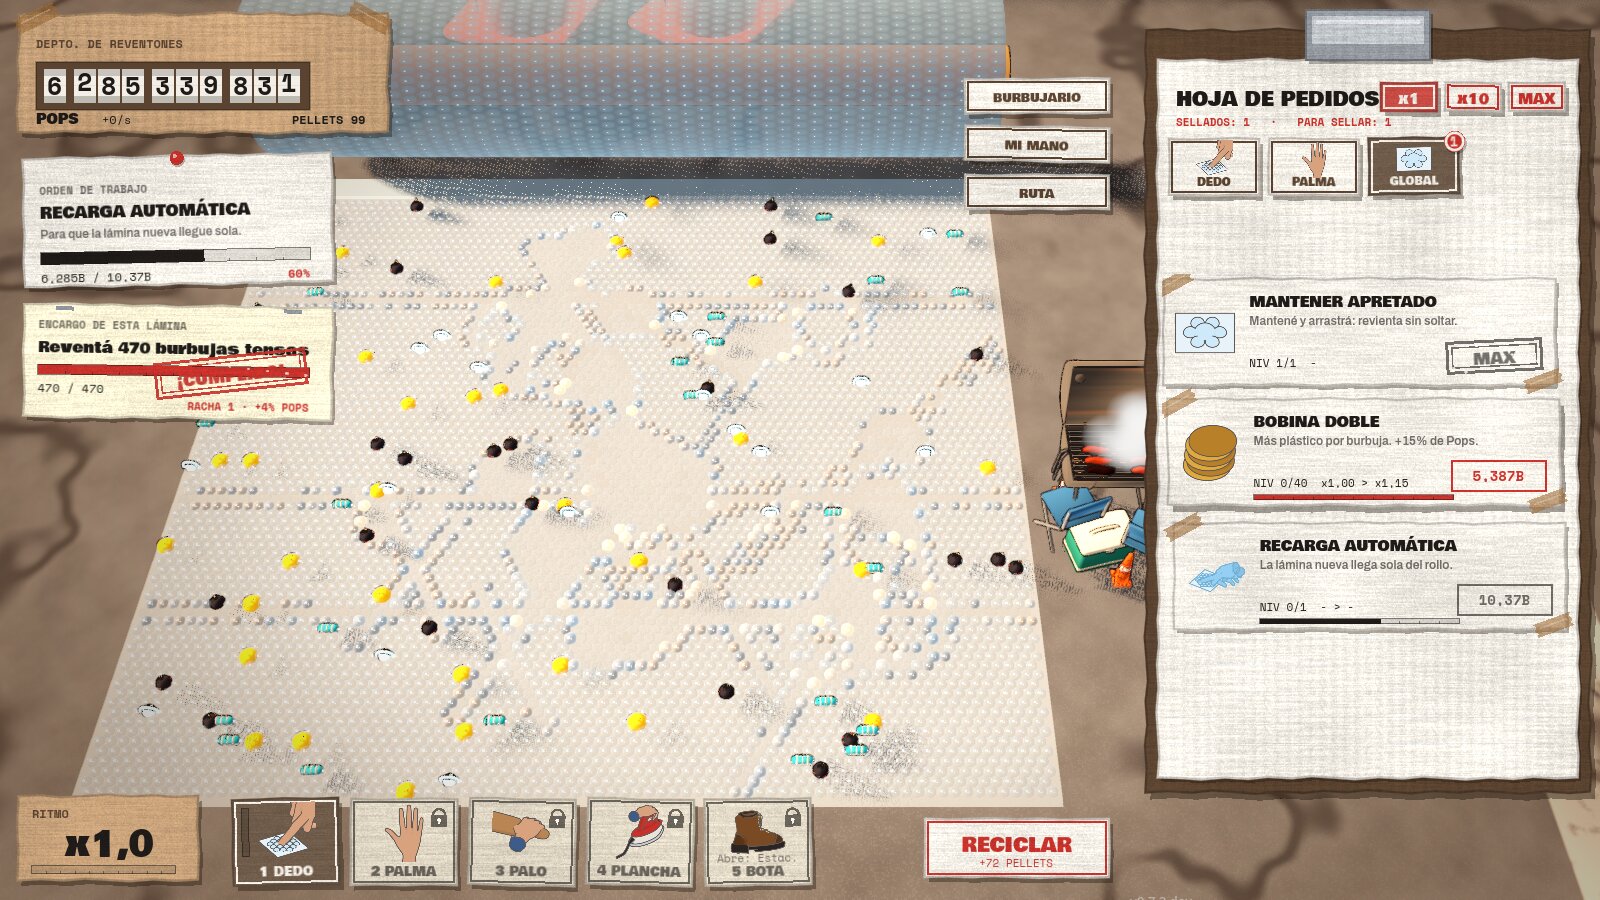 DEPTO. DE REVENTONES
6 285 339 831
POPS +0/s PELLETS 99
ORDEN DE TRABAJO
RECARGA AUTOMÁTICA
Para que la lámina nueva llegue sola.
6,285B / 10,37B 60%
ENCARGO DE ESTA LÁMINA
Reventá 470 burbujas tensas
470 / 470
RACHA 1 · +4% POPS
BURBUJARIO
MI MANO
RUTA
HOJA DE PEDIDOS x1 x10 MAX
SELLADOS: 1 · PARA SELLAR: 1
DEDO PALMA GLOBAL 1
MANTENER APRETADO
Mantené y arrastrá: revienta sin soltar.
NIV 1/1 - MAX
BOBINA DOBLE
Más plástico por burbuja. +15% de Pops.
NIV 0/40 x1,00 > x1,15 5,387B
RECARGA AUTOMÁTICA
La lámina nueva llega sola del rollo.
NIV 0/1 - > - 10,37B
RITMO
x1,0
1 DEDO
2 PALMA
3 PALO
4 PLANCHA
Abre: Estac.
5 BOTA
RECICLAR
+72 PELLETS